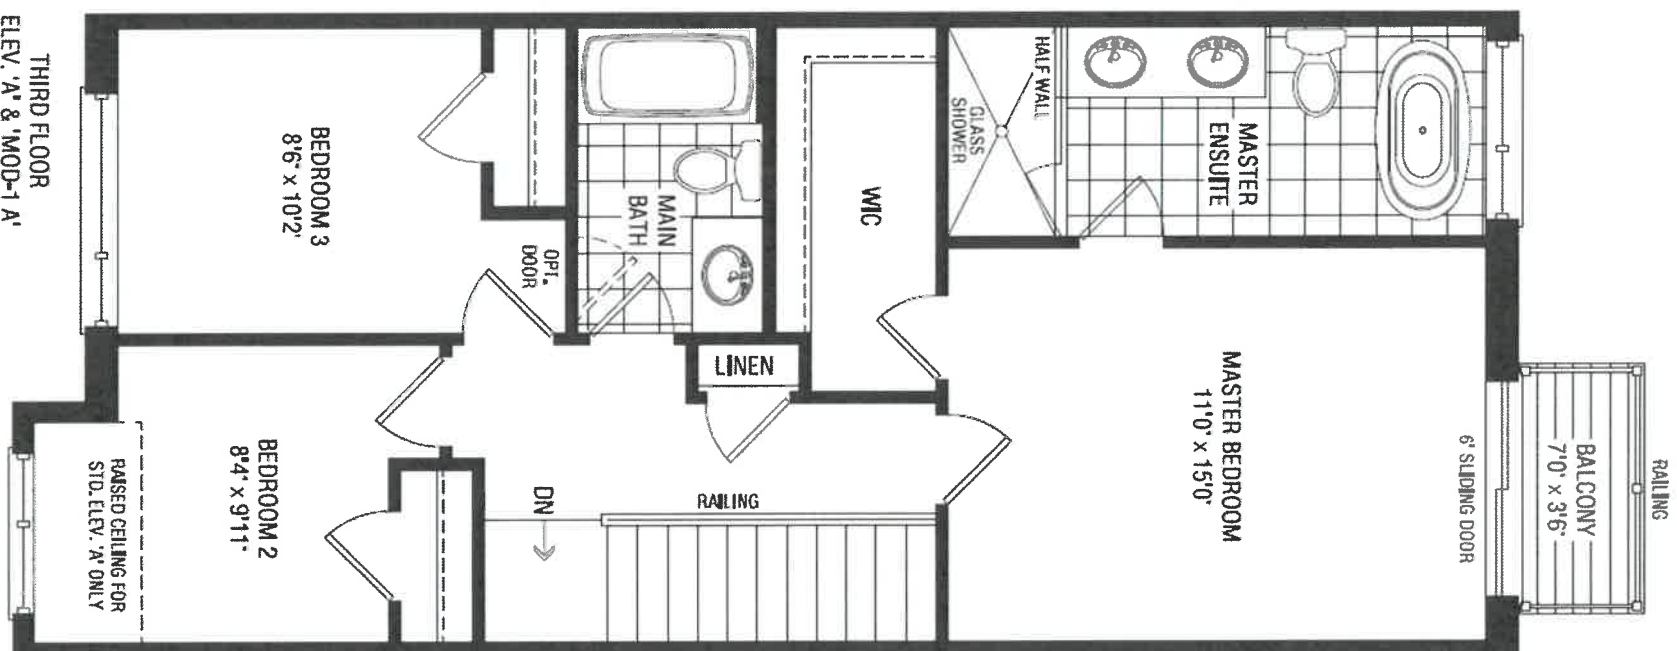 RAILING
BALCONY
7'0" x 3'6"
6' SLIDING DOOR
MASTER
ENSUITE
HALF WALL
GLASS
SHOWER
MASTER BEDROOM
11'0" x 15'0"
WIC
LINEN
RAILING
DN
MAIN
BATH
OPT.
DOOR
BEDROOM 3
8'6" x 10'2"
BEDROOM 2
8'4" x 9'11"
RAISED CEILING FOR
STD. ELEV. 'A' ONLY
THIRD FLOOR
ELEV. 'A' & 'MOD-1 A'